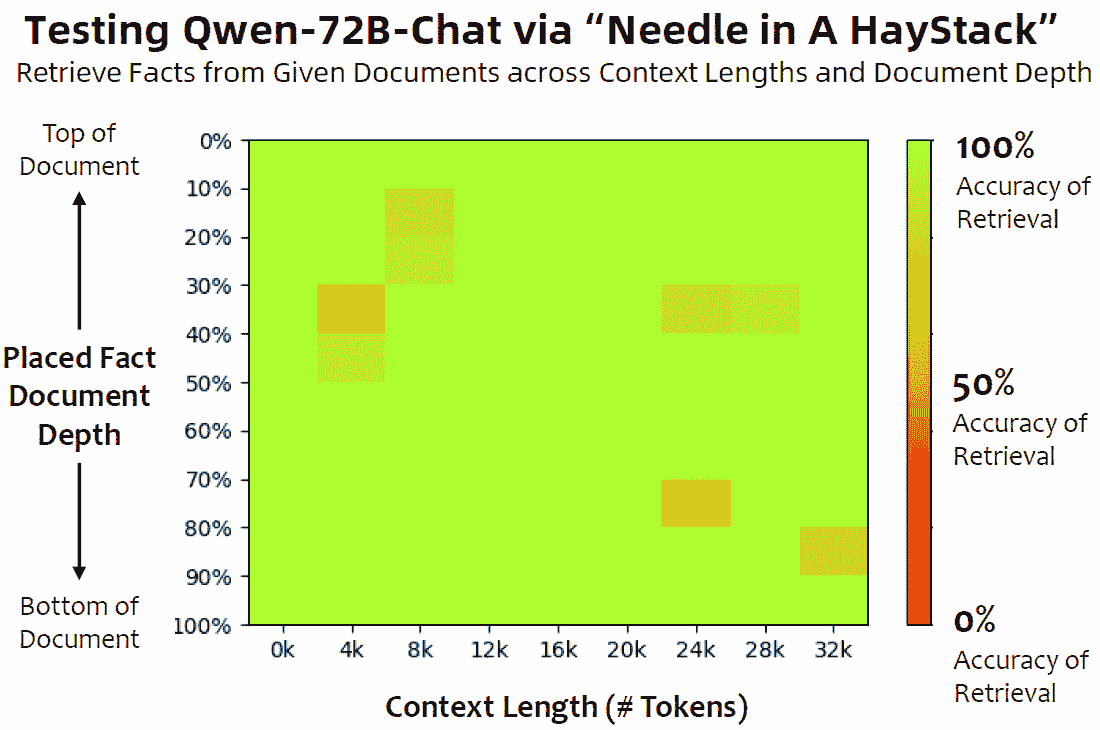 Testing Qwen-72B-Chat via “Needle in A HayStack”
Retrieve Facts from Given Documents across Context Lengths and Document Depth
Top of
Document
Placed Fact
Document
Depth
Bottom of
Document
0%
10%
20%
30%
40%
50%
60%
70%
80%
90%
100%
0k 4k 8k 12k 16k 20k 24k 28k 32k
Context Length (# Tokens)
100%
Accuracy of
Retrieval
50%
Accuracy of
Retrieval
0%
Accuracy of
Retrieval